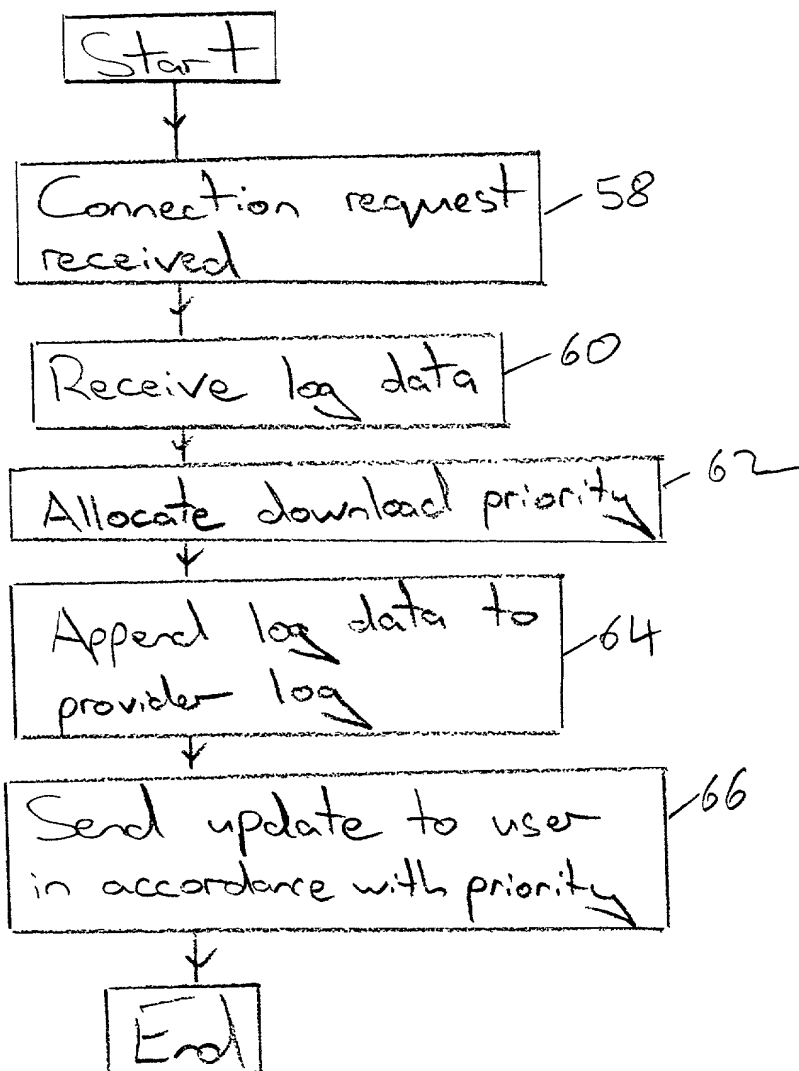 Start
Connection request
received
58
Receive log data
60
Allocate download priority
62
Append log data to
provider log
64
Send update to user
in accordance with priority
66
End